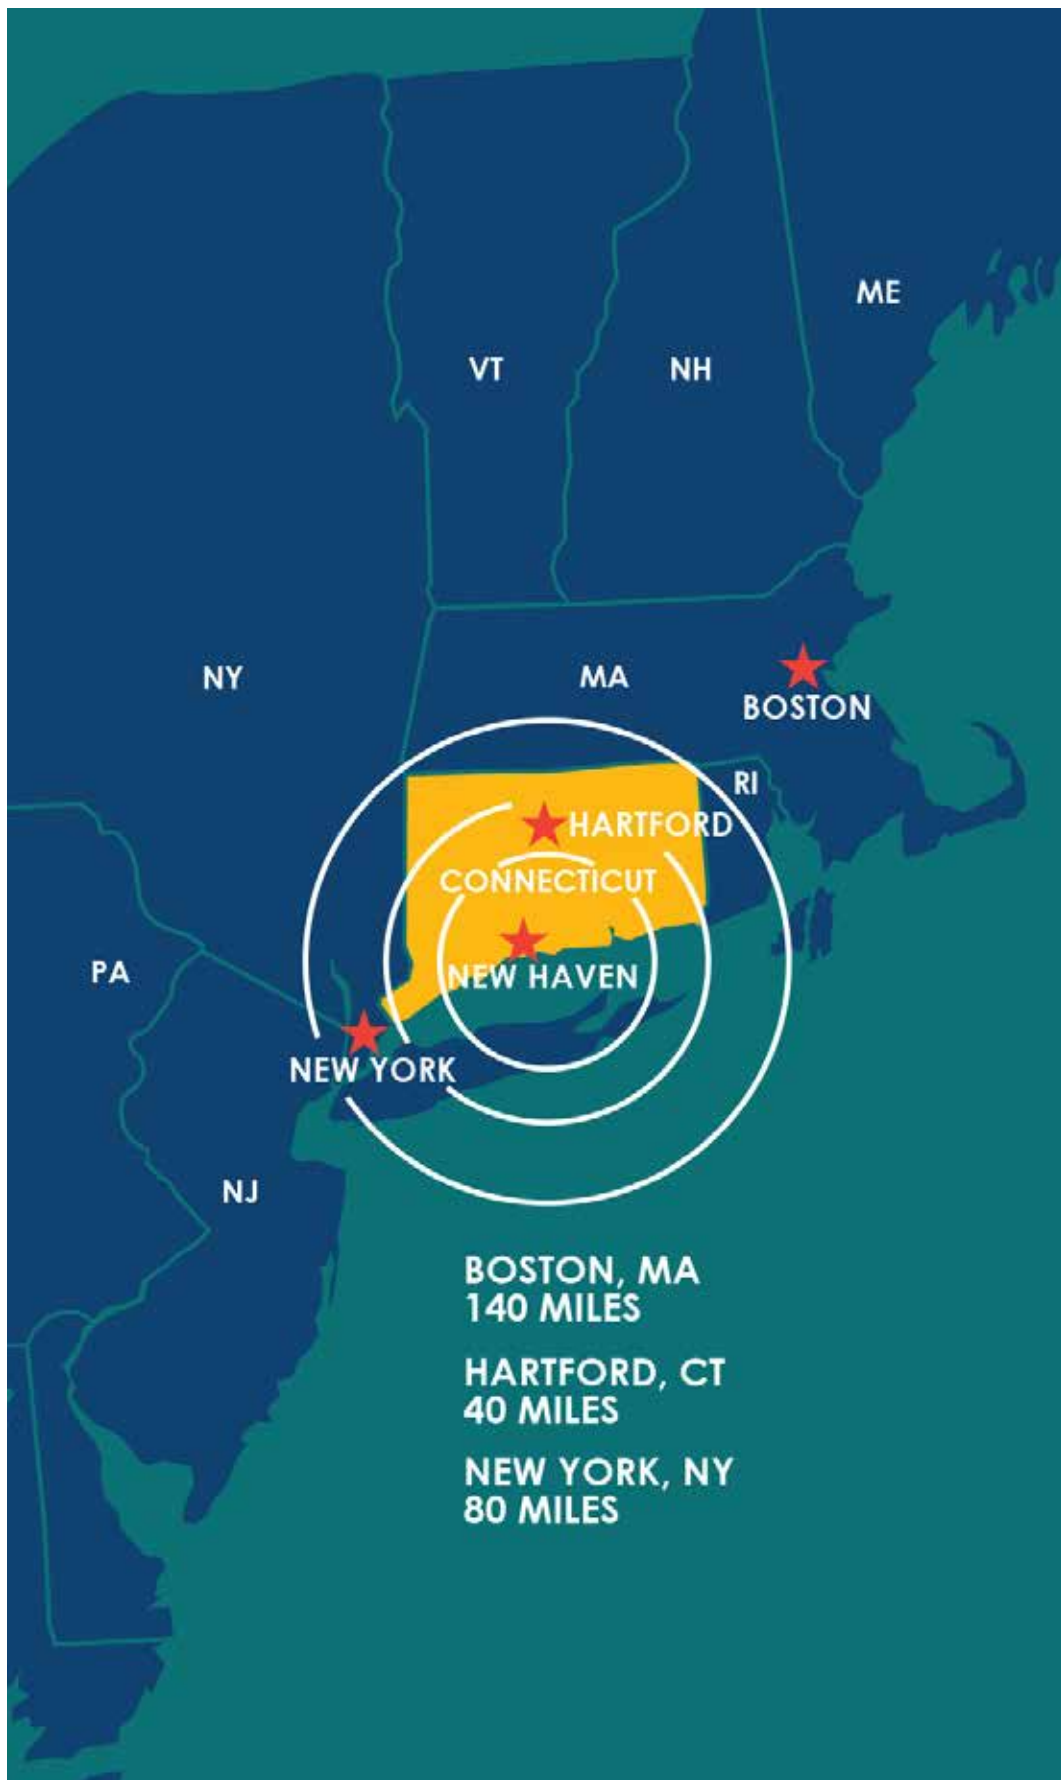 ME
VT
NH
NY
MA
BOSTON
RI
HARTFORD
CONNECTICUT
PA
NEW HAVEN
NEW YORK
NJ
BOSTON, MA
140 MILES
HARTFORD, CT
40 MILES
NEW YORK, NY
80 MILES